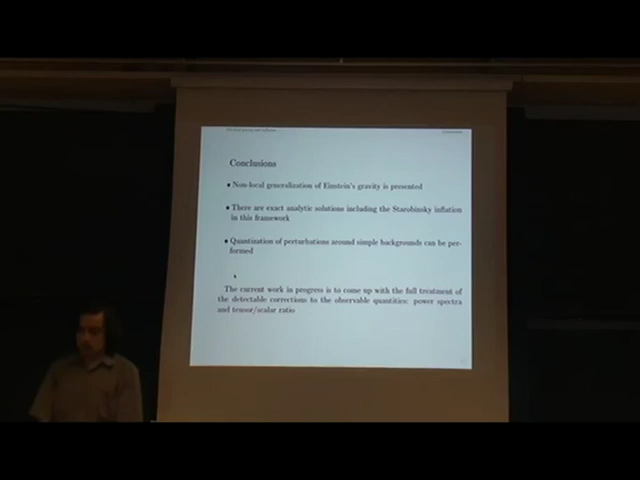 Conclusions
• Non-local generalization of Einstein's gravity is presented
• There are exact analytic solutions including the Starobinsky inflation
in this framework
• Quantization of perturbations around simple backgrounds can be per-
formed
The current work in progress is to come up with the full treatment of
the detectable corrections to the observable quantities: power spectra
and tensor/scalar ratio